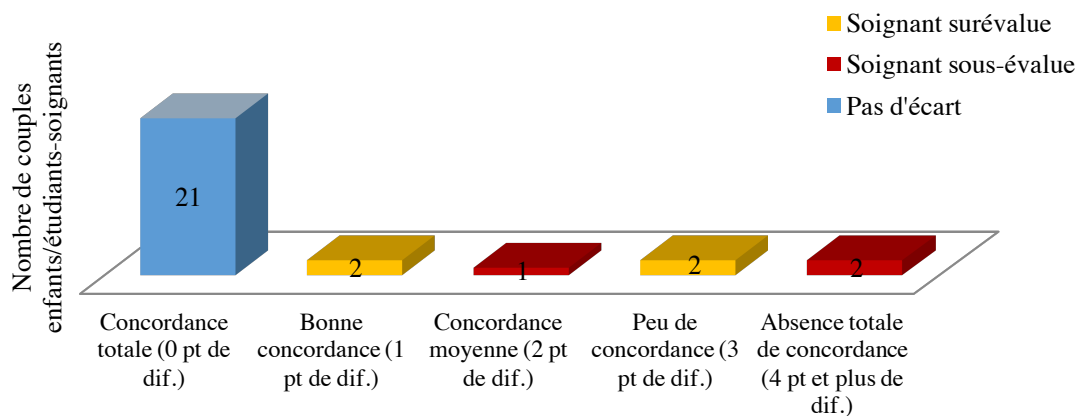 Soignant surévalue
Soignant sous-évalue
Pas d'écart
Nombre de couples
enfants/étudiants-soignants
21
2
1
2
2
Concordance
totale (0 pt de
dif.)
Bonne
concordance (1
pt de dif.)
Concordance
moyenne (2 pt
de dif.)
Peu de
concordance (3
pt de dif.)
Absence totale
de concordance
(4 pt et plus de
dif.)